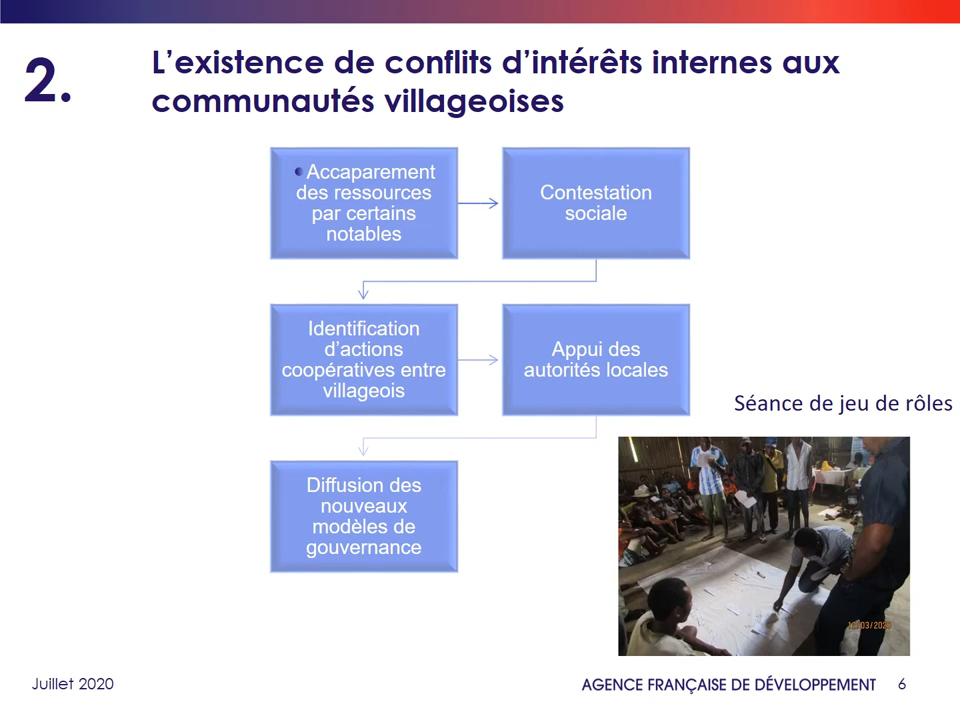 2.
L’existence de conflits d’intérêts internes aux
communautés villageoises
• Accaparement
des ressources
par certains
notables
Contestation
sociale
Identification
d’actions
coopératives entre
villageois
Appui des
autorités locales
Diffusion des
nouveaux
modèles de
gouvernance
Séance de jeu de rôles
Juillet 2020
AGENCE FRANÇAISE DE DÉVELOPPEMENT
6